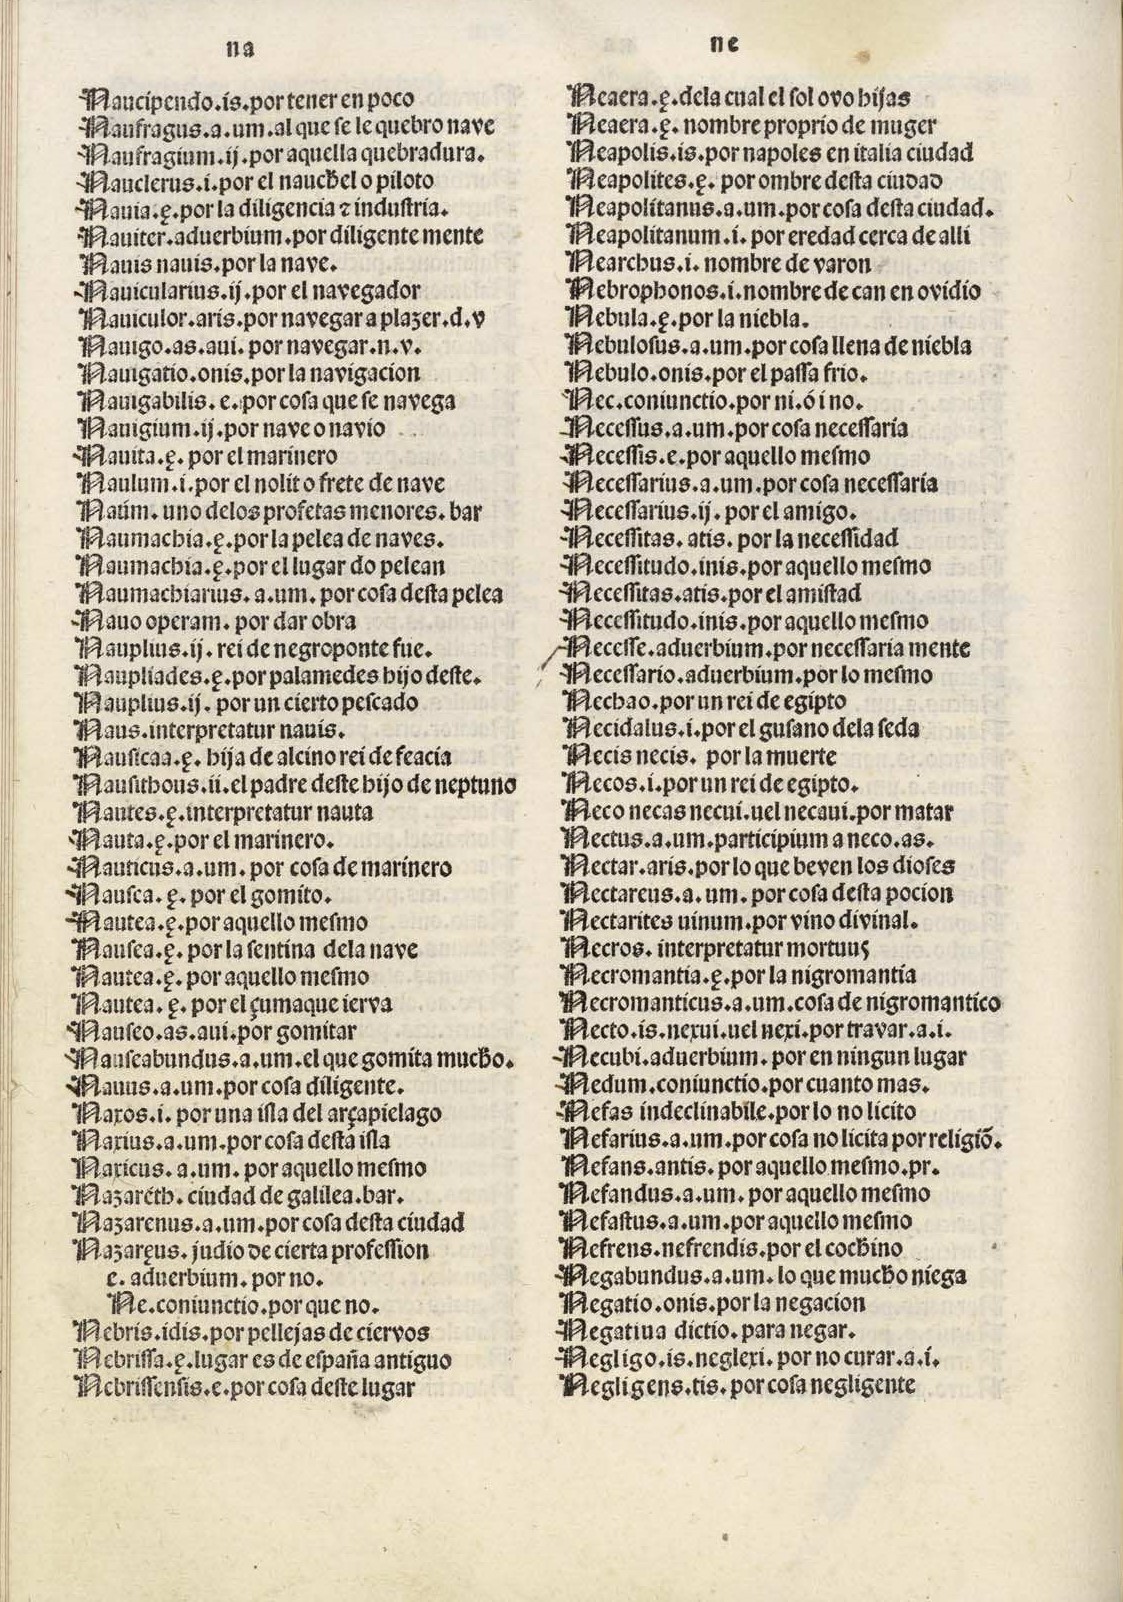 na
Naucipendo.is.por tener en poco
Naufragus.a.um.al que se le quebro nave
Naufragium.ij.por aquella quebradura.
Nauclerus.i.por el nauchel o piloto
Nauia.ę.por la diligencia ⁊ industria.
Nauiter.aduerbium.por diligente mente
Nauis nauis.por la nave.
Nauicularius.ij.por el navegador
Nauiculor.aris.por navegar a plazer.d.v
Nauigo.as.aui.por navegar.n.v.
Nauigatio.onis.por la navigacion
Nauigabilis.e.por cosa que se navega
Nauigium.ij.por nave o navio
Nauita.ę.por el marinero
Naulum.i.por el nolit o frete de nave
Naúm.uno delos profetas menores.bar
Naumachia.ę.por la pelea de naves.
Naumachia.ę.por el lugar do pelean
Naumachiarius.a.um.por cosa desta pelea
Nauo operam.por dar obra
Nauplius.ij.rei de negroponte fue.
Naupliades.ę.por palamedes hijo deste.
Nauplius.ij.por un cierto pescado
Naus.interpretatur nauis.
Nausicaa.ę.hija de alcino rei de feacia
Nausithous.ii.el padre deste hijo de neptuno
Nautes.ę.interpretatur nauta
Nauta.ę.por el marinero.
Nauticus.a.um.por cosa de marinero
Nausea.ę.por el gomito.
Nautea.ę.por aquello mesmo
Nausea.ę.por la sentina dela nave
Nautea.ę.por aquello mesmo
Nautea.ę.por el çumaque ierva
Nauseo.as.aui.por gomitar
Nauseabundus.a.um.el que gomita mucho.
Nauus.a.um.por cosa diligente.
Naxos.i.por una isla del arçapielago
Naxius.a.um.por cosa desta isla
Naxicus.a.um.por aquello mesmo
Nazaréth.ciudad de galilea.bar.
Nazarenus.a.um.por cosa desta ciudad
Nazaręus.judio de cierta profession
e.aduerbium.por no.
Ne.coniunctio.por que no.
Nebris.idis.por pellejas de ciervos
Nebrissa.ę.lugar es de españa antiguo
Nebrissensis.e.por cosa deste lugar
ne
Neaera.ę.dela cual el sol ovo hijas
Neaera.ę.nombre proprio de muger
Neapolis.is.por napoles en italia ciudad
Neapolites.ę.por ombre desta ciudad
Neapolitanus.a.um.por cosa desta ciudad.
Neapolitanum.i.por eredad cerca de alli
Nearchus.i.nombre de varon
Nebrophonos.i.nombre de can en ovidio
Nebula.ę.por la niebla.
Nebulosus.a.um.por cosa llena de niebla
Nebulo.onis.por el passa frio.
Nec.coniunctio.por ni.ó i no.
Necessus.a.um.por cosa necessaria
Necessis.e.por aquello mesmo
Necessarius.a.um.por cosa necessaria
Necessarius.ij.por el amigo.
Necessitas.atis.por la necessidad
Necessitudo.inis.por aquello mesmo
Necessitas.atis.por el amistad
Necessitudo.inis.por aquello mesmo
Necesse.aduerbium.por necessaria mente
Necessario.aduerbium.por lo mesmo
Nechao.por un rei de egipto
Necidalus.i.por el gusano dela seda
Necis necis.por la muerte
Necos.i.por un rei de egipto.
Neco necas necui.uel necaui.por matar
Nectus.a.um.participium a neco.as.
Nectar.aris.por lo que beven los dioses
Nectareus.a.um.por cosa desta pocion
Nectarites uinum.por vino divinal.
Necros.interpretatur mortuus
Necromantia.ę.por la nigromantia
Necromanticus.a.um.cosa de nigromantico
Necto.is.nexui.uel nexi.por travar.a.i.
Necubi.aduerbium.por en ningun lugar
Nedum.coniunctio.por cuanto mas.
Nefas indeclinabile.por lo no licito
Nefarius.a.um.por cosa no licita por religiõ.
Nefans.antis.por aquello mesmo.pr.
Nefandus.a.um.por aquello mesmo
Nefastus.a.um.por aquello mesmo
Nefrens.nefrendis.por el cochino
Negabundus.a.um.lo que mucho niega
Negatio.onis.por la negacion
Negatiua dictio.para negar.
Negligo.is.neglexi.por no curar.a.i.
Negligens.tis.por cosa negligente